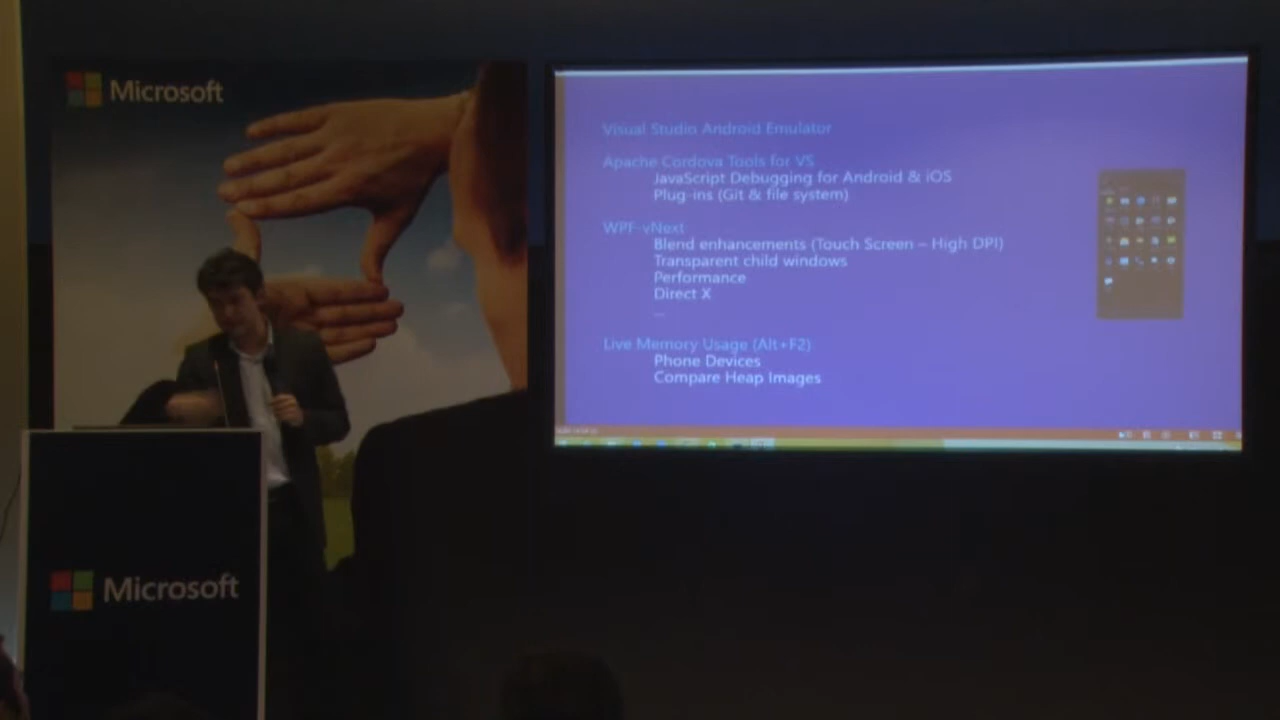 Microsoft
Visual Studio Android Emulator
Apache Cordova Tools for VS
JavaScript Debugging for Android & iOS
Plug-ins (Git & file system)
WPF-vNext
Blend enhancements (Touch Screen – High DPI)
Transparent child windows
Performance
Direct X
...
Live Memory Usage (Alt+F2)
Phone Devices
Compare Heap Images
Microsoft